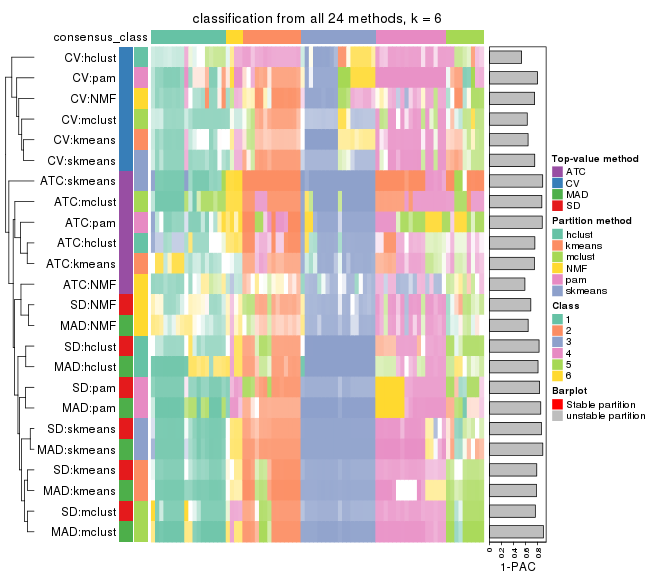 classification from all 24 methods, k = 6
consensus_class
CV:hclust
CV:pam
CV:NMF
CV:mclust
CV:kmeans
CV:skmeans
ATC:skmeans
ATC:mclust
ATC:pam
ATC:hclust
ATC:kmeans
ATC:NMF
SD:NMF
MAD:NMF
SD:hclust
MAD:hclust
SD:pam
MAD:pam
SD:skmeans
MAD:skmeans
SD:kmeans
MAD:kmeans
SD:mclust
MAD:mclust
0 0.2 0.4 0.6 0.8
1-PAC
Top-value method
ATC
CV
MAD
SD
Partition method
hclust
kmeans
mclust
NMF
pam
skmeans
Class
1
2
3
4
5
6
Barplot
Stable partition
unstable partition